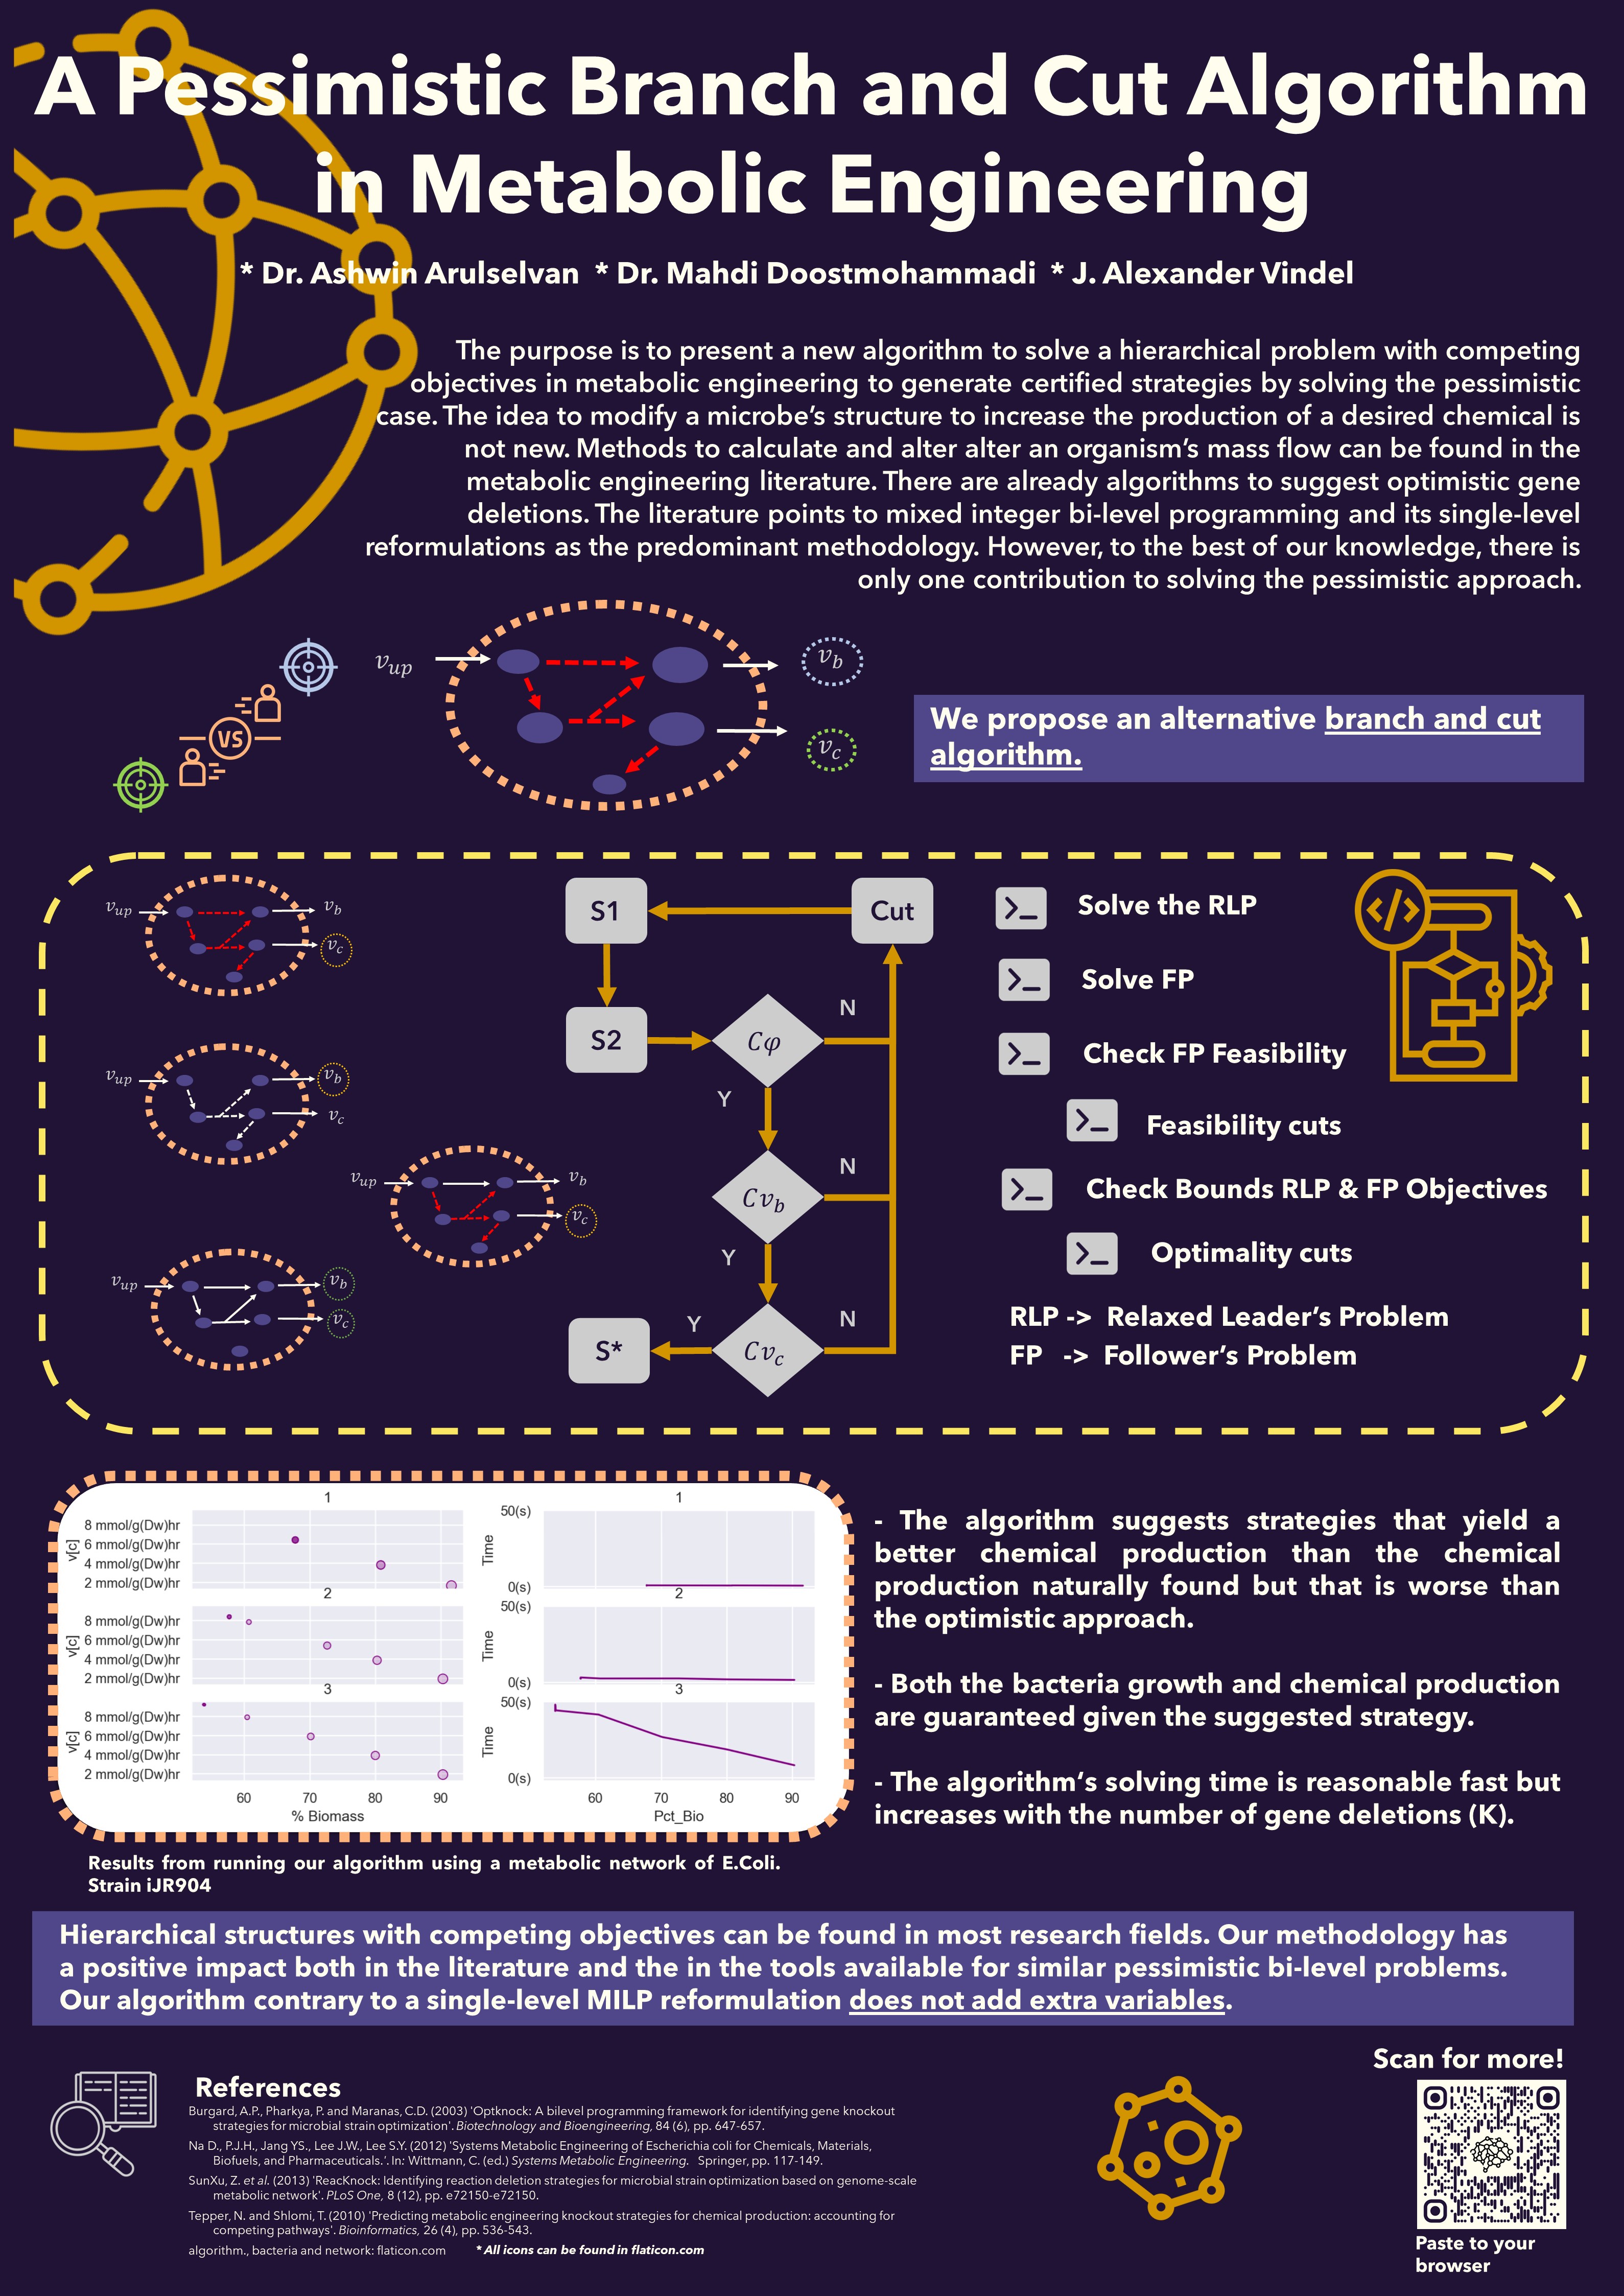 A Pessimistic Branch and Cut Algorithm
in Metabolic Engineering
* Dr. Ashwin Arulselvan * Dr. Mahdi Doostmohammadi * J. Alexander Vindel
The purpose is to present a new algorithm to solve a hierarchical problem with competing
objectives in metabolic engineering to generate certified strategies by solving the pessimistic
case. The idea to modify a microbe's structure to increase the production of a desired chemical is
not new. Methods to calculate and alter alter an organism's mass flow can be found in the
metabolic engineering literature. There are already algorithms to suggest optimistic gene
deletions. The literature points to mixed integer bi-level programming and its single-level
reformulations as the predominant methodology. However, to the best of our knowledge, there is
only one contribution to solving the pessimistic approach.
VS
v_up
v_b
v_c
We propose an alternative branch and cut
algorithm.
v_up
v_b
v_c
v_up
v_b
v_c
v_up
v_b
v_c
v_up
v_b
v_c
S1
Cut
S2
Cφ
N
Y
Cv_b
N
Y
S*
Y
Cv_c
N
Solve the RLP
Solve FP
Check FP Feasibility
Feasibility cuts
Check Bounds RLP & FP Objectives
Optimality cuts
RLP -> Relaxed Leader's Problem
FP -> Follower's Problem
1
8 mmol/g(Dw)hr
6 mmol/g(Dw)hr
4 mmol/g(Dw)hr
2 mmol/g(Dw)hr
v[c]
2
8 mmol/g(Dw)hr
6 mmol/g(Dw)hr
4 mmol/g(Dw)hr
2 mmol/g(Dw)hr
v[c]
3
8 mmol/g(Dw)hr
6 mmol/g(Dw)hr
4 mmol/g(Dw)hr
2 mmol/g(Dw)hr
v[c]
60 70 80 90
% Biomass
1
50(s)
Time
0(s)
2
50(s)
Time
0(s)
3
50(s)
Time
0(s)
60 70 80 90
Pct_Bio
Results from running our algorithm using a metabolic network of E.Coli.
Strain iJR904
- The algorithm suggests strategies that yield a
better chemical production than the chemical
production naturally found but that is worse than
the optimistic approach.
- Both the bacteria growth and chemical production
are guaranteed given the suggested strategy.
- The algorithm's solving time is reasonable fast but
increases with the number of gene deletions (K).
Hierarchical structures with competing objectives can be found in most research fields. Our methodology has
a positive impact both in the literature and the in the tools available for similar pessimistic bi-level problems.
Our algorithm contrary to a single-level MILP reformulation does not add extra variables.
References
Burgard, A.P., Pharkya, P. and Maranas, C.D. (2003) 'Optknock: A bilevel programming framework for identifying gene knockout
strategies for microbial strain optimization'. Biotechnology and Bioengineering, 84 (6), pp. 647-657.
Na D., P.J.H., Jang YS., Lee J.W., Lee S.Y. (2012) 'Systems Metabolic Engineering of Escherichia coli for Chemicals, Materials,
Biofuels, and Pharmaceuticals.'. In: Wittmann, C. (ed.) Systems Metabolic Engineering. Springer, pp. 117-149.
SunXu, Z. et al. (2013) 'ReacKnock: Identifying reaction deletion strategies for microbial strain optimization based on genome-scale
metabolic network'. PLoS One, 8 (12), pp. e72150-e72150.
Tepper, N. and Shlomi, T. (2010) 'Predicting metabolic engineering knockout strategies for chemical production: accounting for
competing pathways'. Bioinformatics, 26 (4), pp. 536-543.
algorithm., bacteria and network: flaticon.com * All icons can be found in flaticon.com
Scan for more!
Paste to your
browser